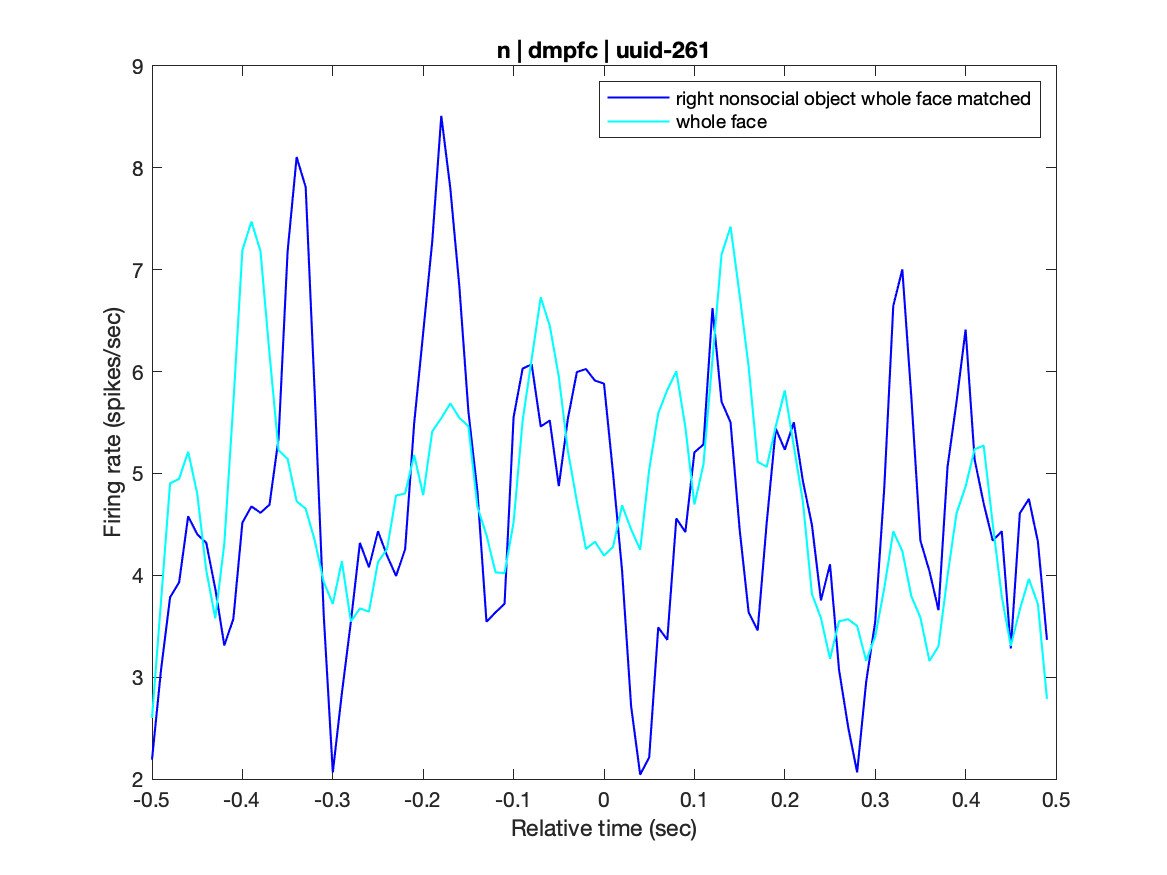 n | dmpfc | uuid-261
right nonsocial object whole face matched
whole face
Firing rate (spikes/sec)
9
8
7
6
5
4
3
2
-0.5 -0.4 -0.3 -0.2 -0.1 0 0.1 0.2 0.3 0.4 0.5
Relative time (sec)